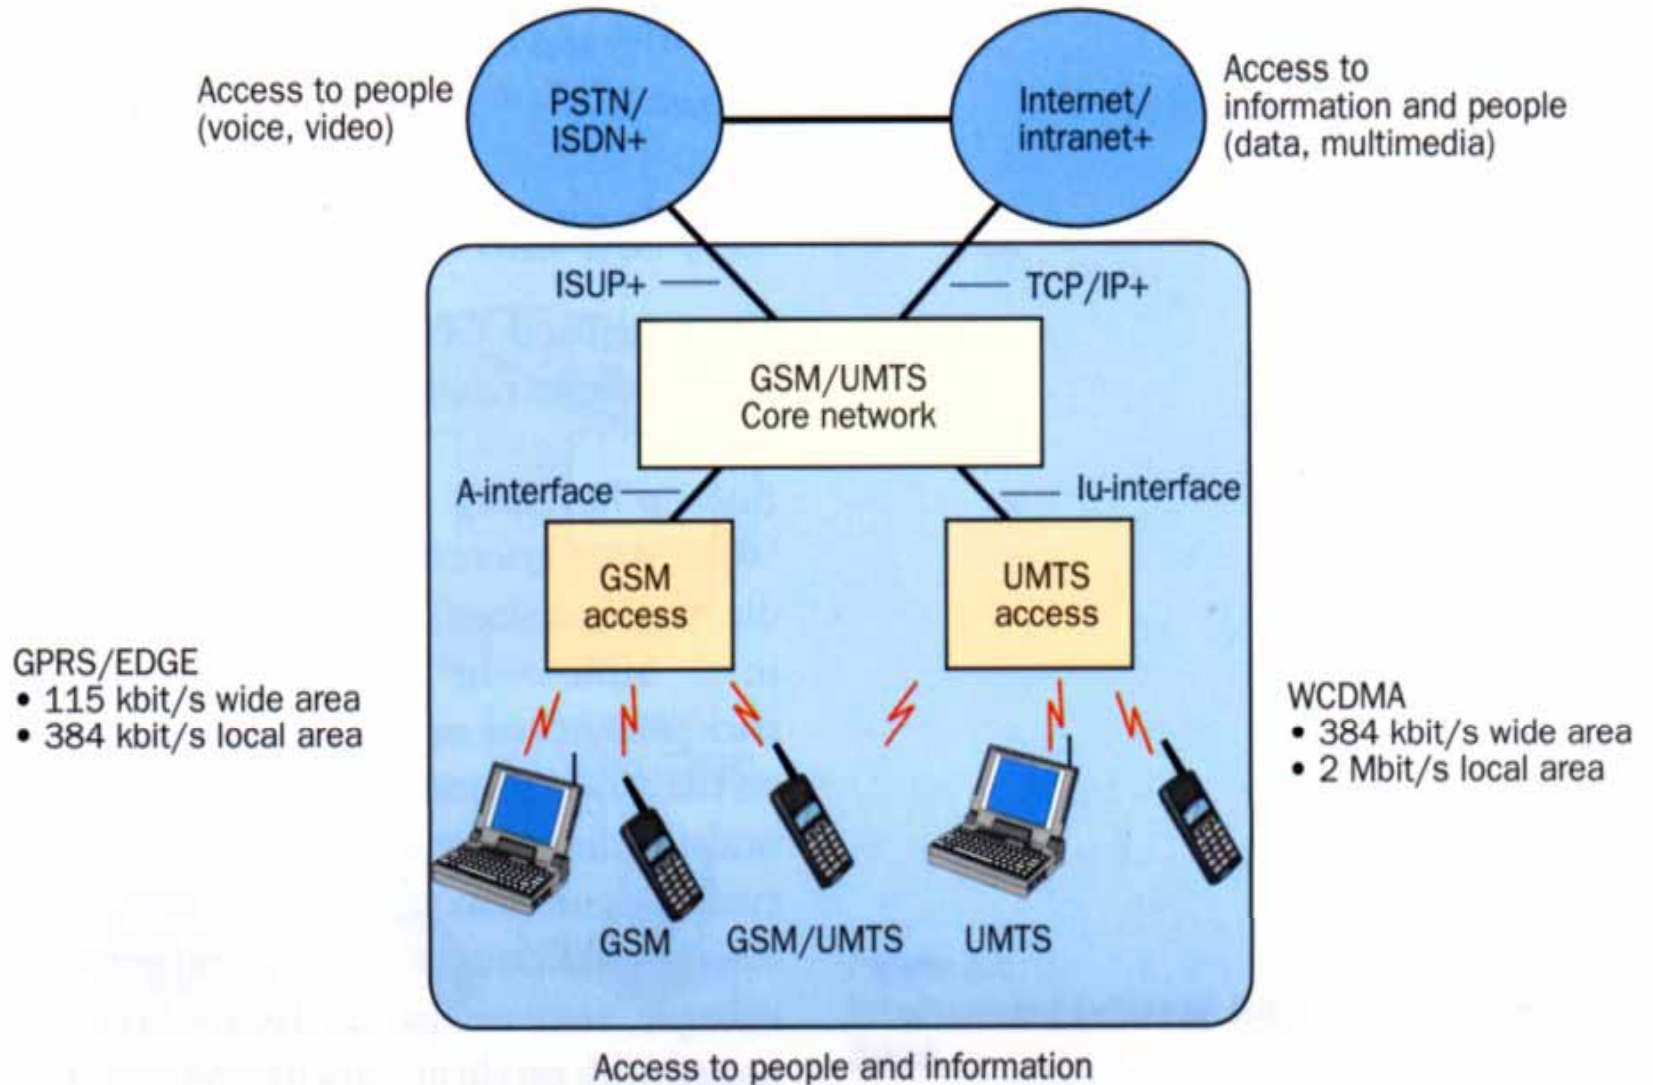 Access to people
(voice, video)
PSTN/
ISDN+
Internet/
intranet+
Access to
information and people
(data, multimedia)
ISUP+
TCP/IP+
GSM/UMTS
Core network
A-interface
Iu-interface
GSM
access
UMTS
access
GPRS/EDGE
• 115 kbit/s wide area
• 384 kbit/s local area
WCDMA
• 384 kbit/s wide area
• 2 Mbit/s local area
GSM
GSM/UMTS
UMTS
Access to people and information